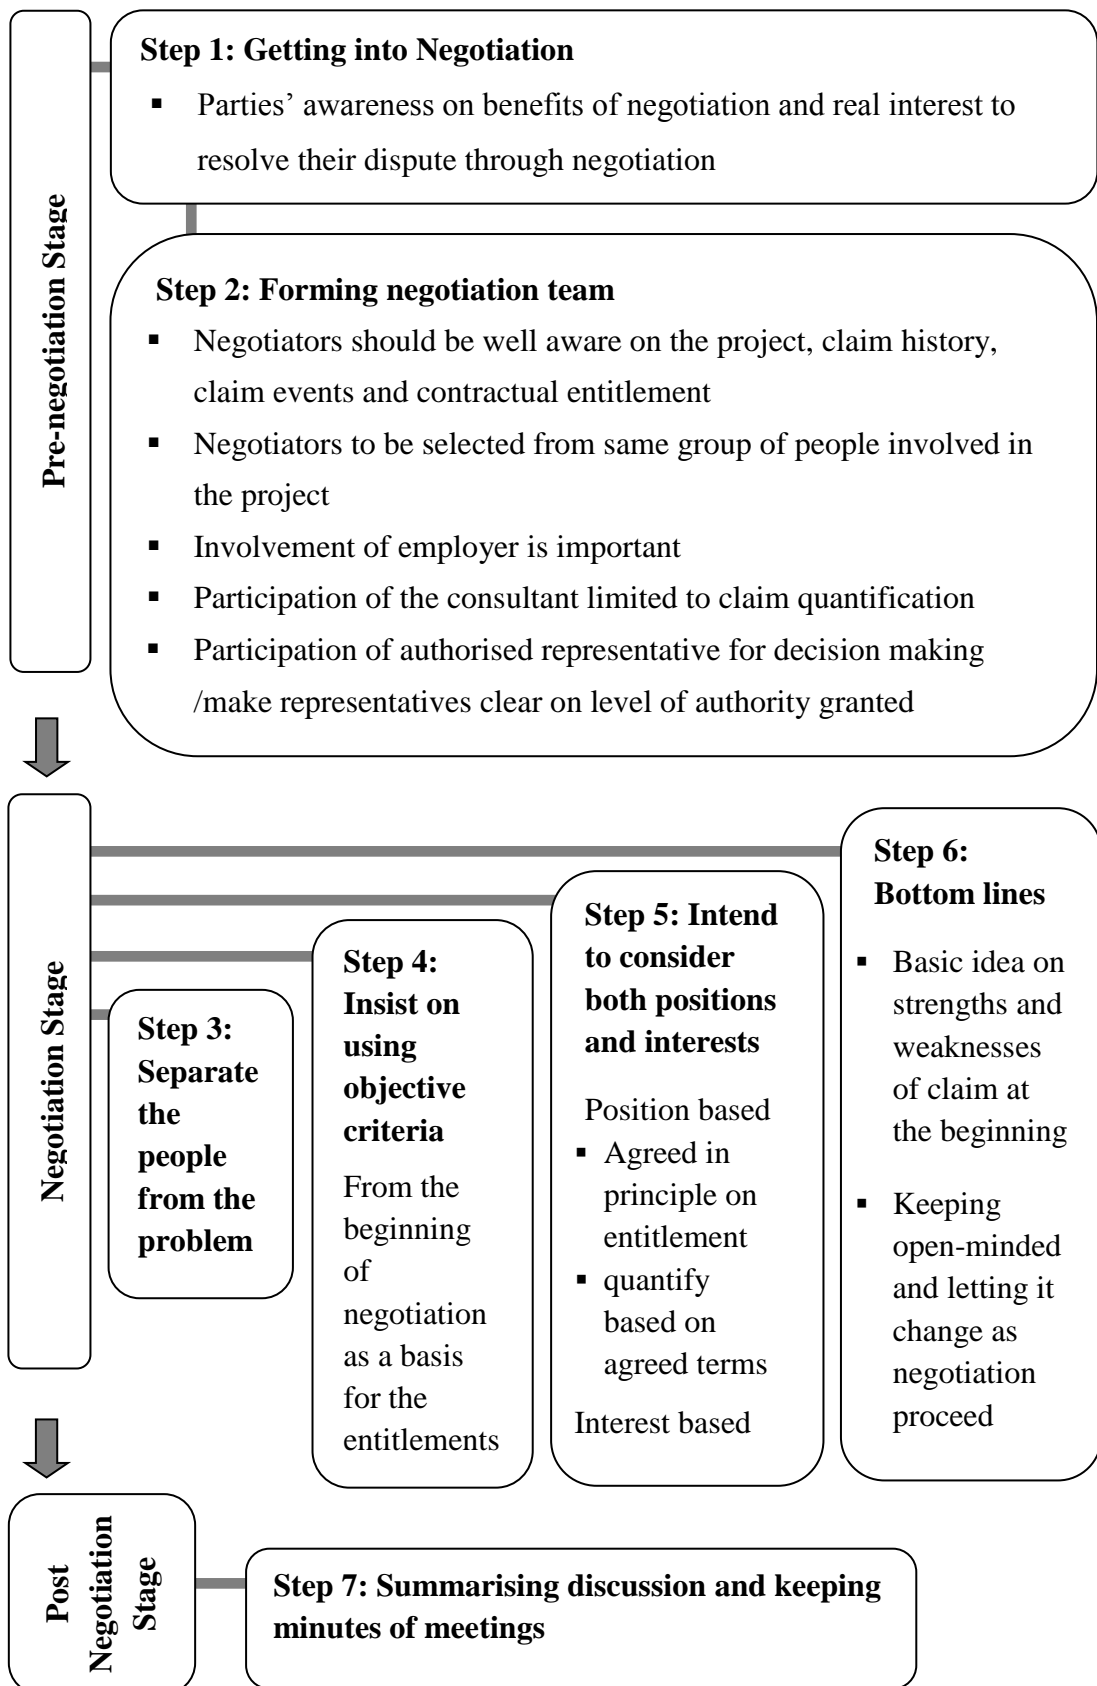 Pre-negotiation Stage
Step 1: Getting into Negotiation
▪ Parties’ awareness on benefits of negotiation and real interest to
resolve their dispute through negotiation
Step 2: Forming negotiation team
▪ Negotiators should be well aware on the project, claim history,
claim events and contractual entitlement
▪ Negotiators to be selected from same group of people involved in
the project
▪ Involvement of employer is important
▪ Participation of the consultant limited to claim quantification
▪ Participation of authorised representative for decision making
/make representatives clear on level of authority granted
Negotiation Stage
Step 3:
Separate
the
people
from the
problem
Step 4:
Insist on
using
objective
criteria
From the
beginning
of
negotiation
as a basis
for the
entitlements
Step 5: Intend
to consider
both positions
and interests
Position based
▪ Agreed in
principle on
entitlement
▪ quantify
based on
agreed terms
Interest based
Step 6:
Bottom lines
▪ Basic idea on
strengths and
weaknesses
of claim at
the beginning
▪ Keeping
open-minded
and letting it
change as
negotiation
proceed
Post
Negotiation
Stage
Step 7: Summarising discussion and keeping
minutes of meetings